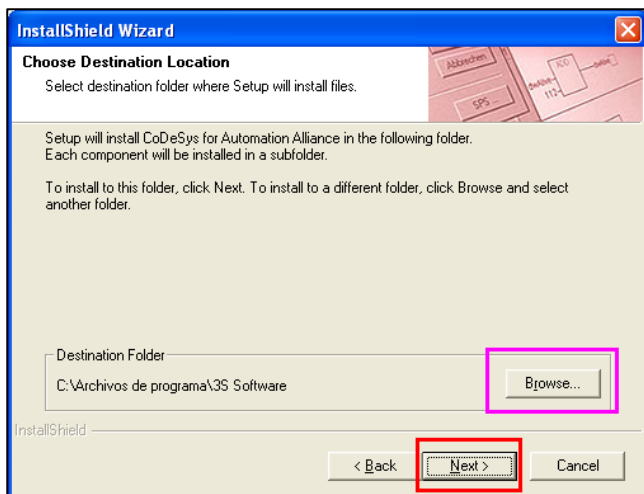 InstallShield Wizard
Choose Destination Location
Select destination folder where Setup will install files.
Abbrechen
SPS ...
112
Setup will install CoDeSys for Automation Alliance in the following folder.
Each component will be installed in a subfolder.
To install to this folder, click Next. To install to a different folder, click Browse and select
another folder.
Destination Folder
C:\Archivos de programa\3S Software
Browse...
InstallShield
< Back
Next >
Cancel